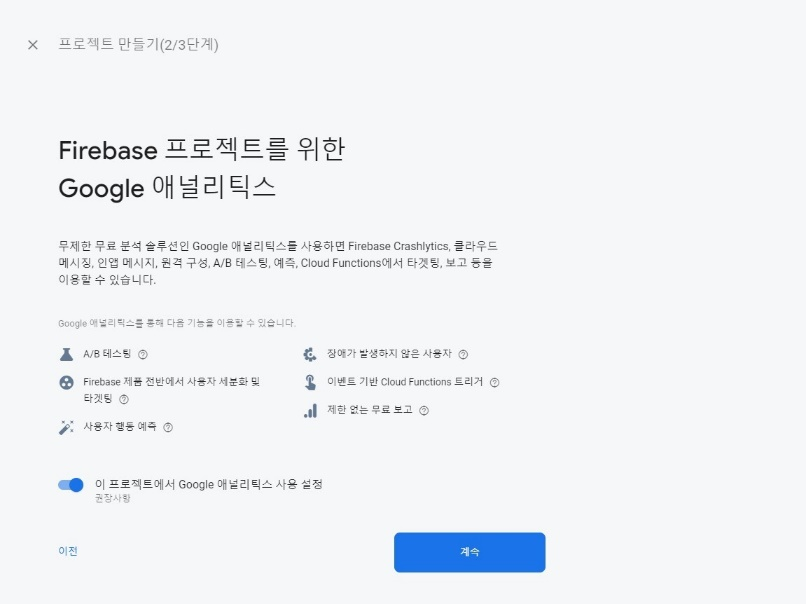 프로젝트 만들기(2/3단계)
Firebase 프로젝트를 위한
Google 애널리틱스
무제한 무료 분석 솔루션인 Google 애널리틱스를 사용하면 Firebase Crashlytics, 클라우드
메시징, 인앱 메시지, 원격 구성, A/B 테스팅, 예측, Cloud Functions에서 타겟팅, 보고 등을
이용할 수 있습니다.
Google 애널리틱스를 통해 다음 기능을 이용할 수 있습니다.
A/B 테스팅
장애가 발생하지 않은 사용자
Firebase 제품 전반에서 사용자 세분화 및
타겟팅
이벤트 기반 Cloud Functions 트리거
제한 없는 무료 보고
사용자 행동 예측
이 프로젝트에서 Google 애널리틱스 사용 설정
권장사항
이전
계속